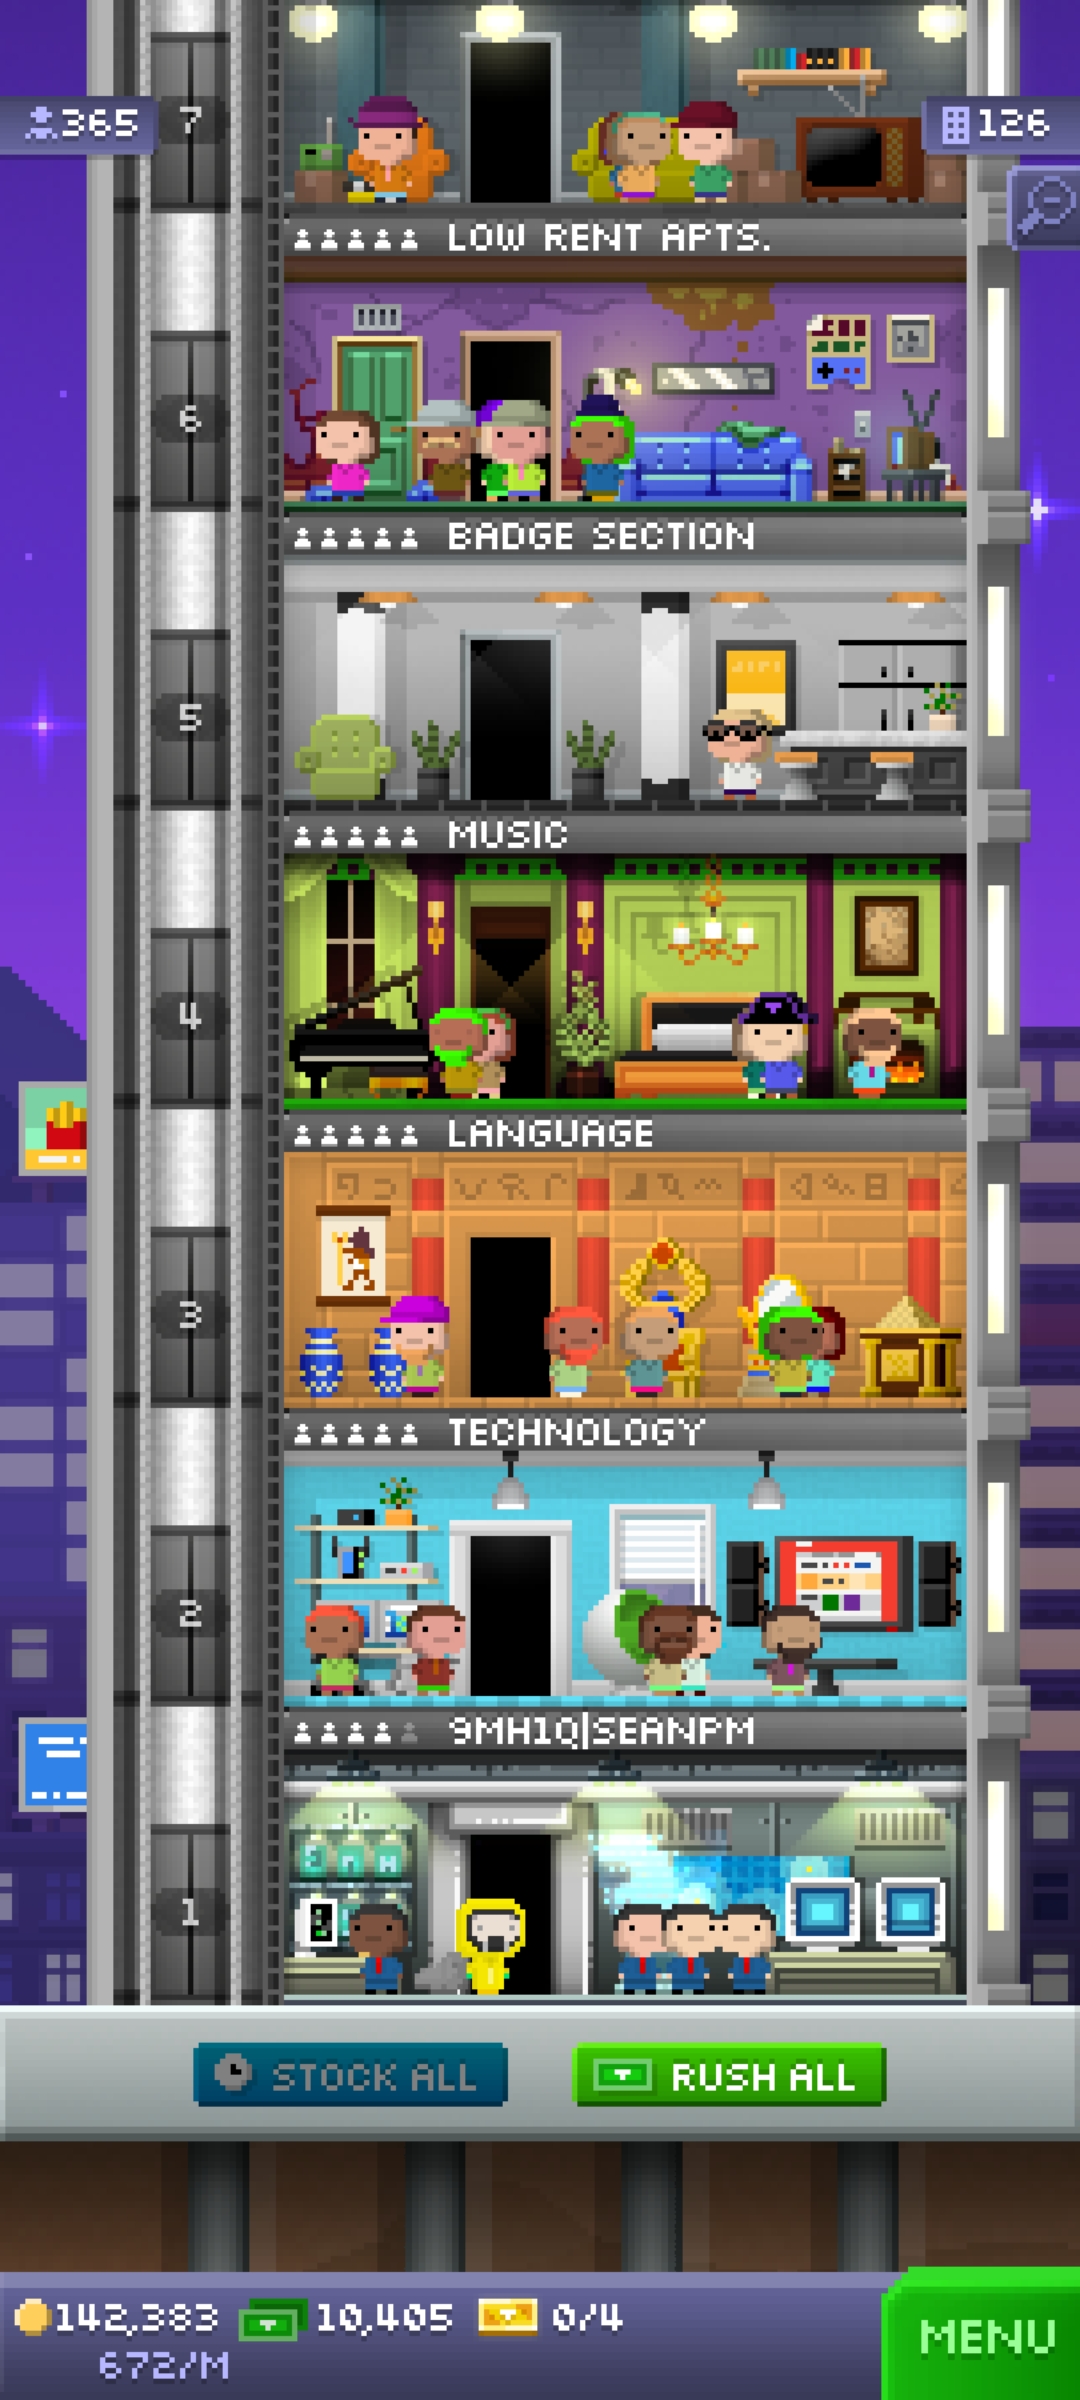 7
365
126
LOW RENT APTS.
6
BADGE SECTION
5
MUSIC
4
LANGUAGE
3
TECHNOLOGY
2
9MH1Q|SEANPM
1
STOCK ALL
RUSH ALL
142,383
10,405
0/4
672/M
MENU